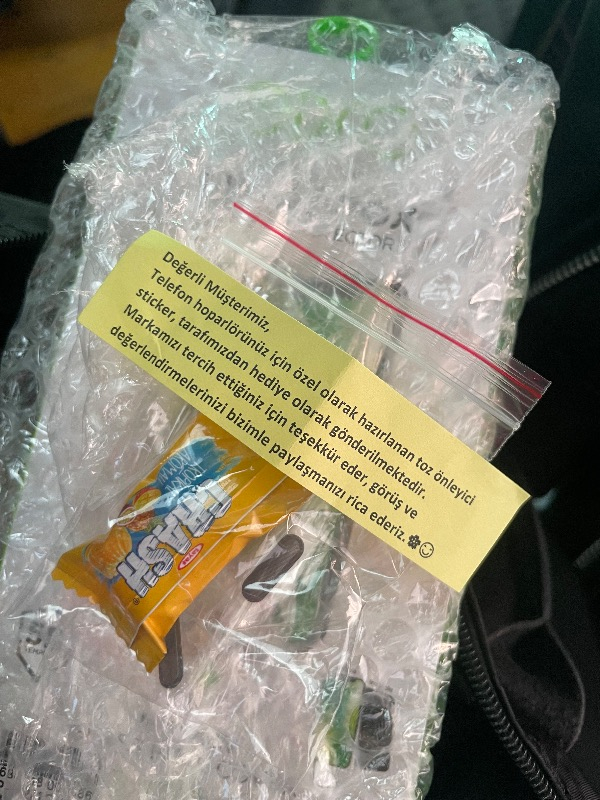 Değerli Müşterimiz,
Telefon hoparlörünüz için özel olarak hazırlanan toz önleyici
sticker, tarafımızdan hediye olarak gönderilmektedir.
Markamızı tercih ettiğiniz için teşekkür eder, görüş ve
değerlendirmelerinizi bizimle paylaşmanızı rica ederiz.